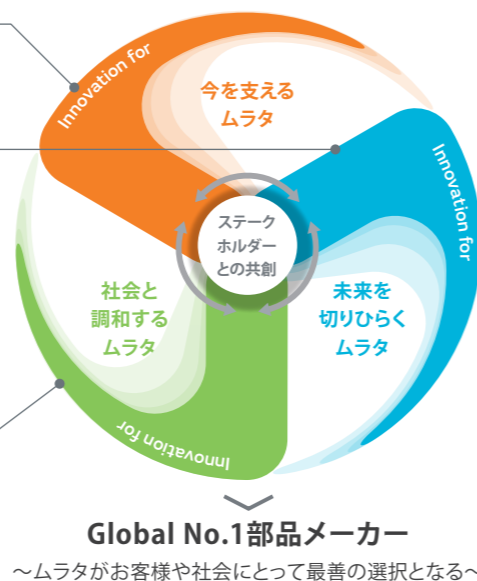 Innovation for
今を支える
ムラタ
Innovation for
ステーク
ホルダー
との共創
社会と
調和する
ムラタ
未来を
切りひらく
ムラタ
Innovation for
Global No.1部品メーカー
～ムラタがお客様や社会にとって最善の選択となる～